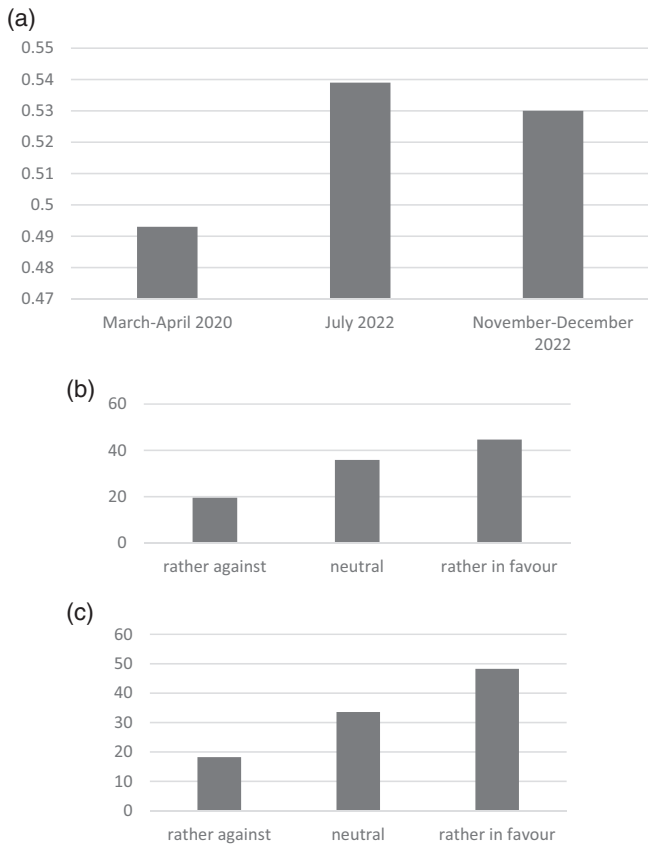 (a)
0.55
0.54
0.53
0.52
0.51
0.5
0.49
0.48
0.47
March-April 2020
July 2022
November-December
2022
(b)
60
40
20
0
rather against
neutral
rather in favour
(c)
60
50
40
30
20
10
0
rather against
neutral
rather in favour